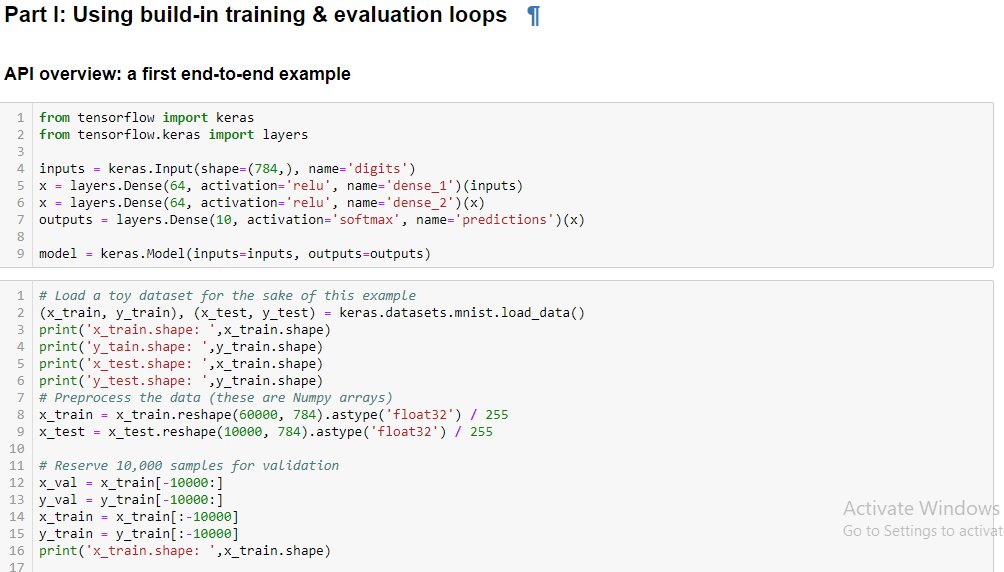 Part I: Using build-in training & evaluation loops ¶
API overview: a first end-to-end example
1 from tensorflow import keras
2 from tensorflow.keras import layers
3
4 inputs = keras.Input(shape=(784,), name='digits')
5 x = layers.Dense(64, activation='relu', name='dense_1')(inputs)
6 x = layers.Dense(64, activation='relu', name='dense_2')(x)
7 outputs = layers.Dense(10, activation='softmax', name='predictions')(x)
8
9 model = keras.Model(inputs=inputs, outputs=outputs)
1 # Load a toy dataset for the sake of this example
2 (x_train, y_train), (x_test, y_test) = keras.datasets.mnist.load_data()
3 print('x_train.shape: ',x_train.shape)
4 print('y_tain.shape: ',y_train.shape)
5 print('x_test.shape: ',x_train.shape)
6 print('y_test.shape: ',y_train.shape)
7 # Preprocess the data (these are Numpy arrays)
8 x_train = x_train.reshape(60000, 784).astype('float32') / 255
9 x_test = x_test.reshape(10000, 784).astype('float32') / 255
10
11 # Reserve 10,000 samples for validation
12 x_val = x_train[-10000:]
13 y_val = y_train[-10000:]
14 x_train = x_train[:-10000]
15 y_train = y_train[:-10000]
16 print('x_train.shape: ',x_train.shape)
17
Activate Windows
Go to Settings to activat